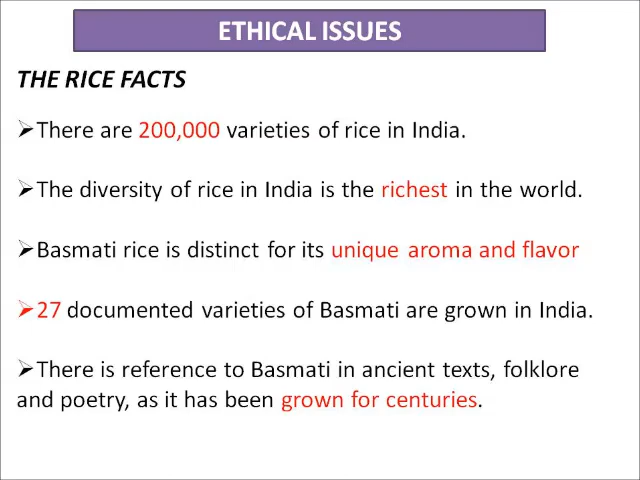 ETHICAL ISSUES
THE RICE FACTS
➢There are 200,000 varieties of rice in India.
➢The diversity of rice in India is the richest in the world.
➢Basmati rice is distinct for its unique aroma and flavor
➢27 documented varieties of Basmati are grown in India.
➢There is reference to Basmati in ancient texts, folklore
and poetry, as it has been grown for centuries.